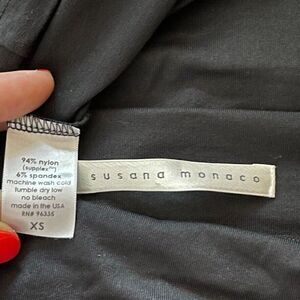 94% nylon
(supplex™)
6% spandex
machine wash cold
tumble dry low
no bleach
made in the USA
RN# 96335
XS
susana monaco